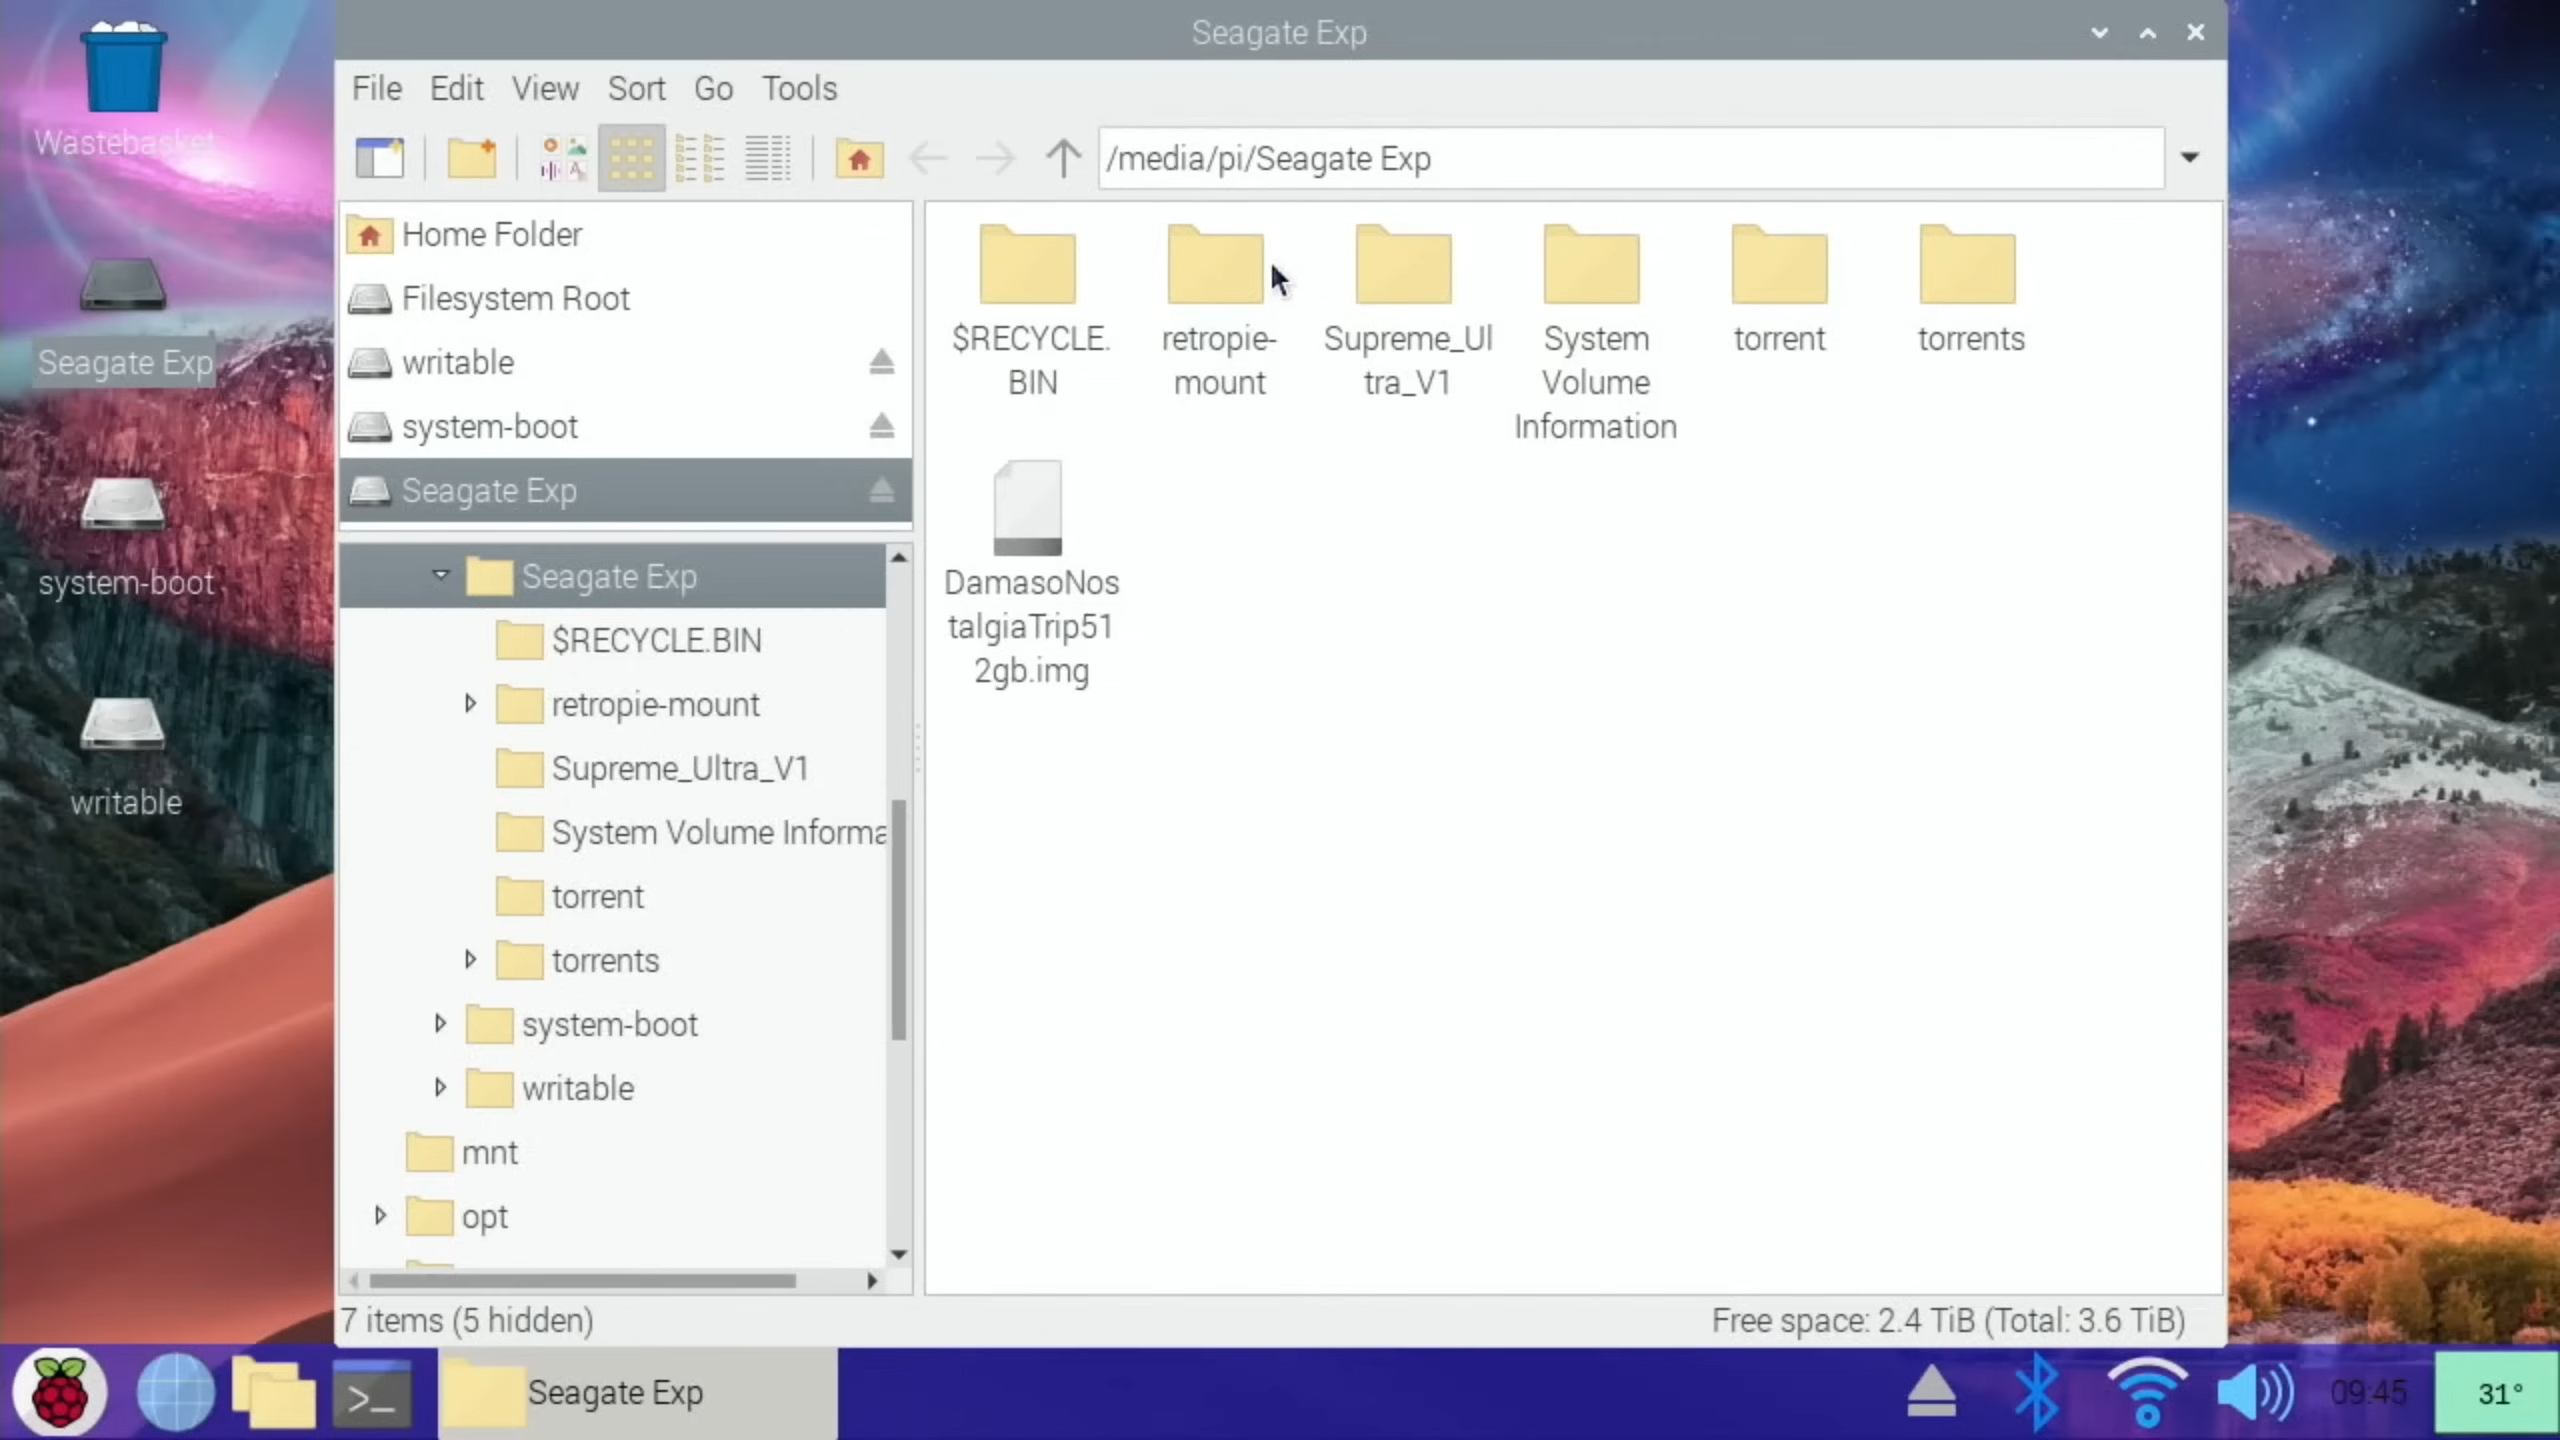 Seagate Exp
File Edit View Sort Go Tools
/media/pi/Seagate Exp
Wastebasket
Seagate Exp
system-boot
writable
Home Folder
Filesystem Root
writable
system-boot
Seagate Exp
Seagate Exp
$RECYCLE.BIN
retropie-mount
Supreme_Ultra_V1
System Volume Informa
torrent
torrents
system-boot
writable
mnt
opt
$RECYCLE.
BIN
retropie-
mount
Supreme_Ul
tra_V1
System
Volume
Information
torrent
torrents
DamasoNos
talgiaTrip51
2gb.img
7 items (5 hidden)
Free space: 2.4 TiB (Total: 3.6 TiB)
>_
Seagate Exp
09:45
31°